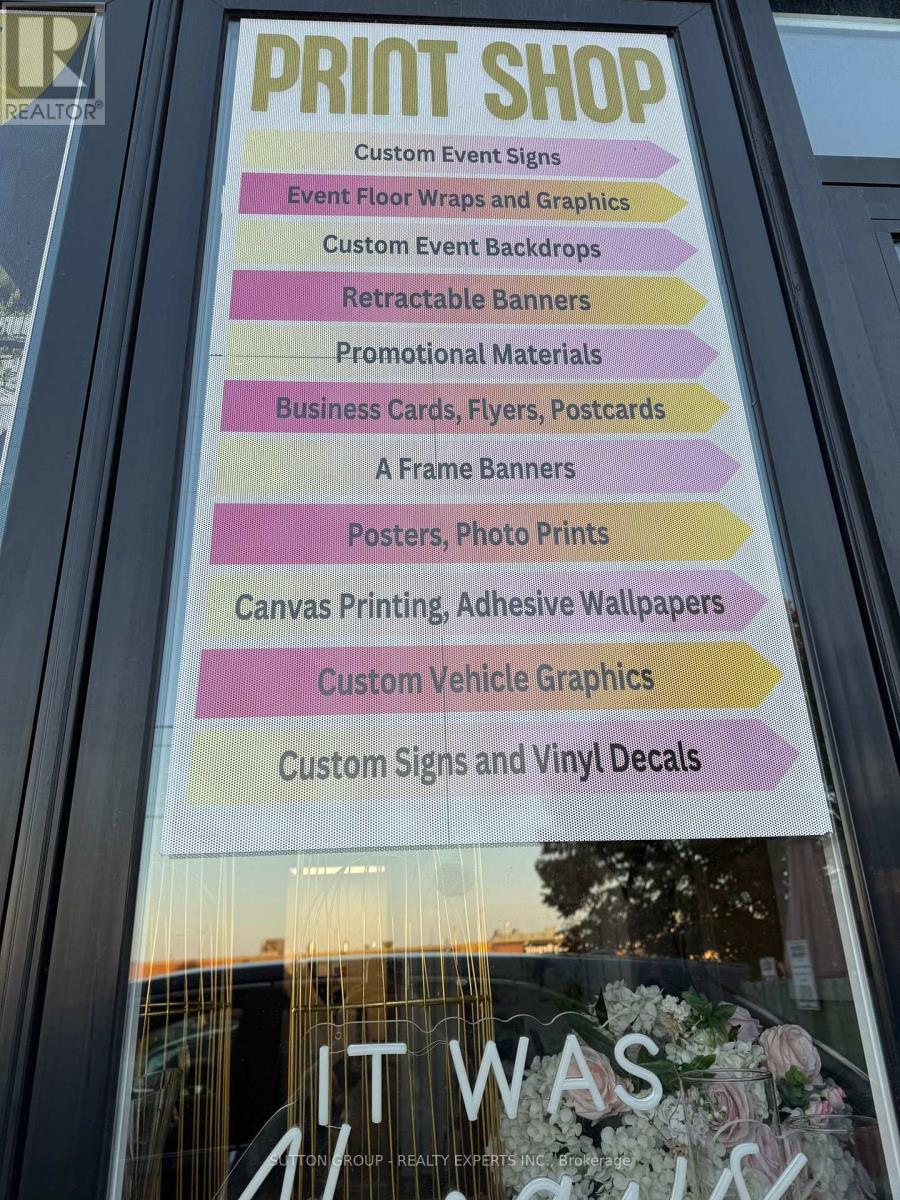 LR
REALTOR®
PRINT SHOP
Custom Event Signs
Event Floor Wraps and Graphics
Custom Event Backdrops
Retractable Banners
Promotional Materials
Business Cards, Flyers, Postcards
A Frame Banners
Posters, Photo Prints
Canvas Printing, Adhesive Wallpapers
Custom Vehicle Graphics
Custom Signs and Vinyl Decals
IT WAS
SUTTON GROUP - REALTY EXPERTS INC., Brokerage